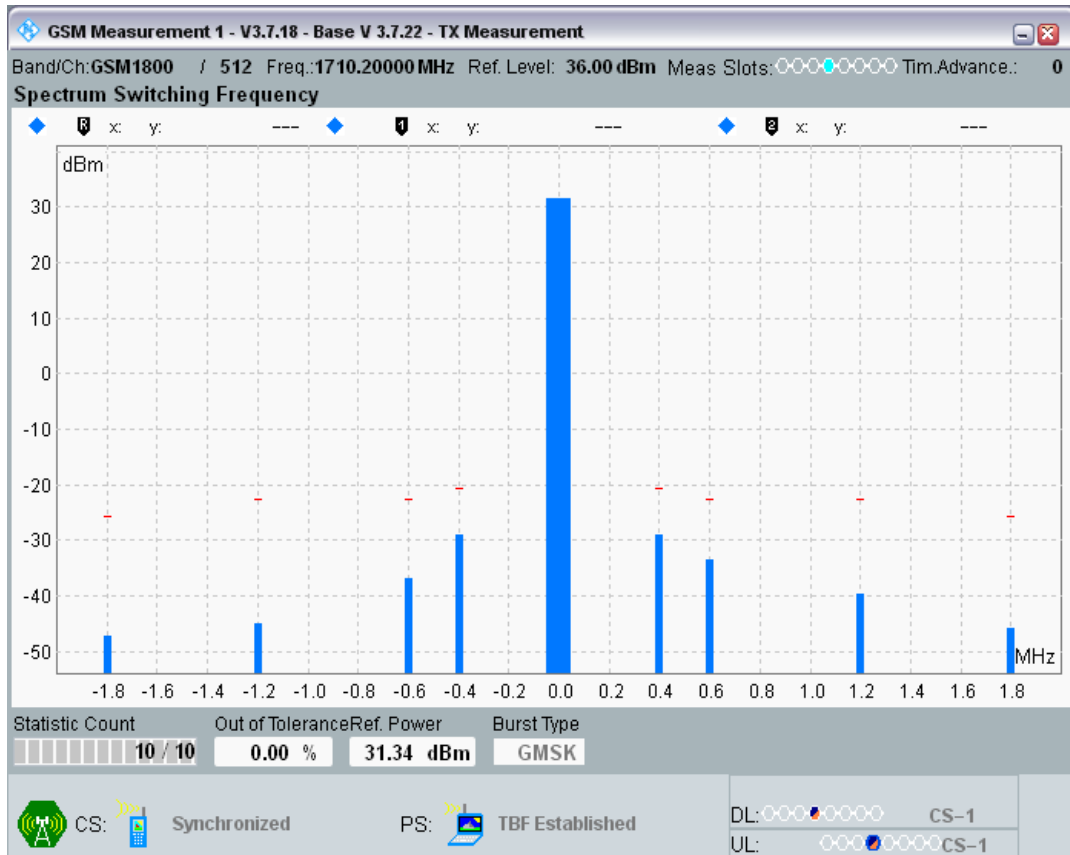 GSM Measurement 1 - V3.7.18 - Base V 3.7.22 - TX Measurement
Band/Ch:GSM1800 / 512 Freq.:1710.20000 MHz Ref. Level: 36.00 dBm Meas Slots: Tim.Advance.: 0
Spectrum Switching Frequency
R x: y: --- 1 x: y: --- 2 x: y: ---
dBm
30
20
10
0
-10
-20
-30
-40
-50
MHz
-1.8 -1.6 -1.4 -1.2 -1.0 -0.8 -0.6 -0.4 -0.2 0.0 0.2 0.4 0.6 0.8 1.0 1.2 1.4 1.6 1.8
Statistic Count Out of Tolerance Ref. Power Burst Type
10 / 10 0.00 % 31.34 dBm GMSK
CS: Synchronized PS: TBF Established DL: CS-1
UL: CS-1